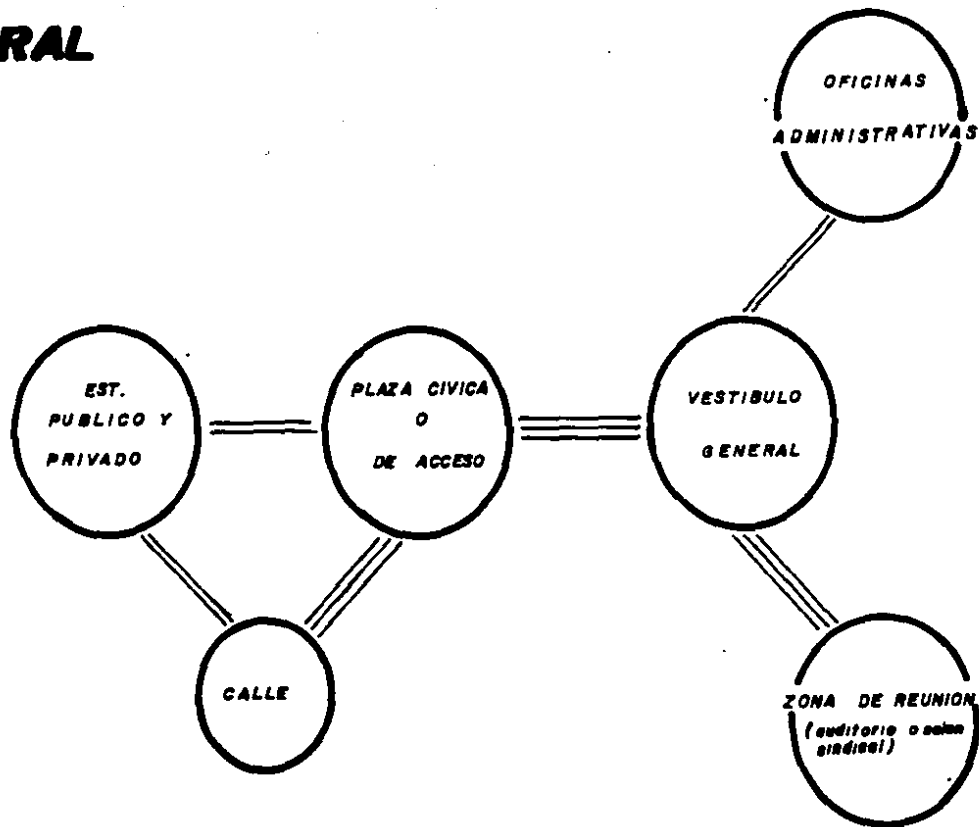 RAL
OFICINAS
ADMINISTRATIVAS
EST.
PUBLICO Y
PRIVADO
PLAZA CIVICA
O
DE ACCESO
VESTIBULO
GENERAL
CALLE
ZONA DE REUNION
(auditorio o salon
sindical)